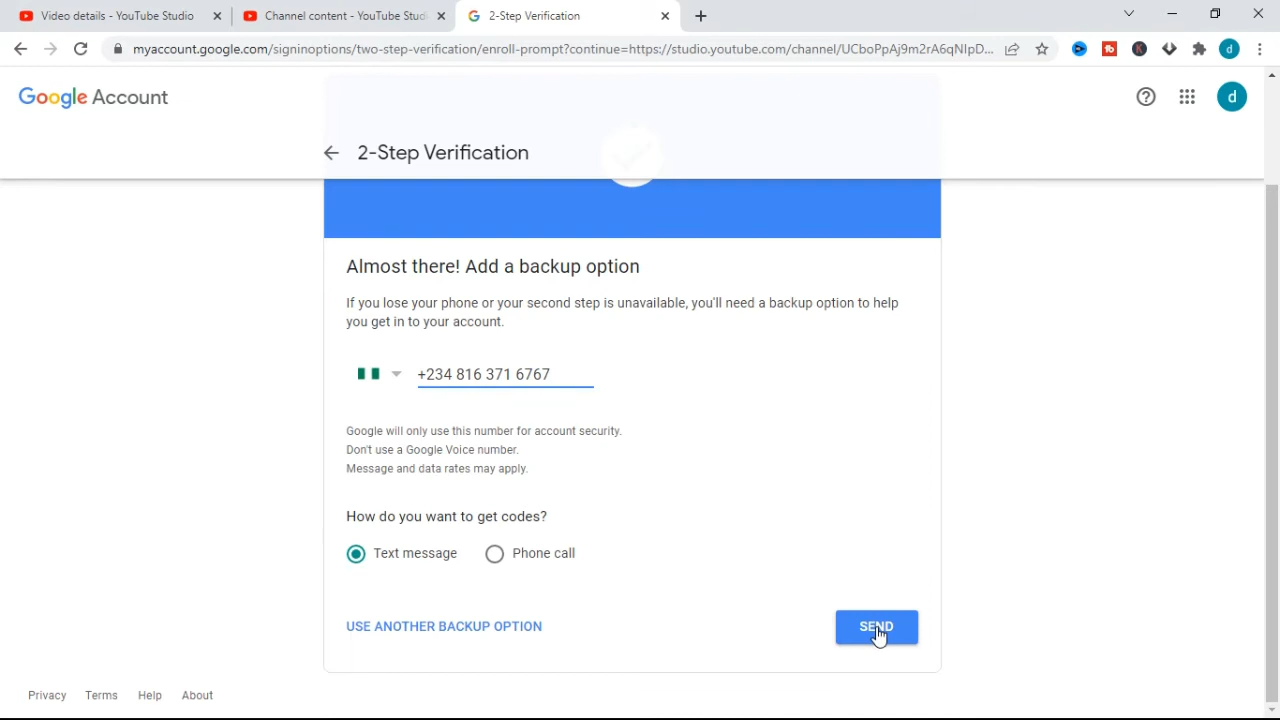 Video details - YouTube Studio
Channel content - YouTube Studi
2-Step Verification
myaccount.google.com/signinoptions/two-step-verification/enroll-prompt?continue=https://studio.youtube.com/channel/UCboPpAj9m2rA6qNIpD...
d
Google Account
d
2-Step Verification
Almost there! Add a backup option
If you lose your phone or your second step is unavailable, you'll need a backup option to help
you get in to your account.
+234 816 371 6767
Google will only use this number for account security.
Don't use a Google Voice number.
Message and data rates may apply.
How do you want to get codes?
Text message Phone call
USE ANOTHER BACKUP OPTION SEND
Privacy Terms Help About